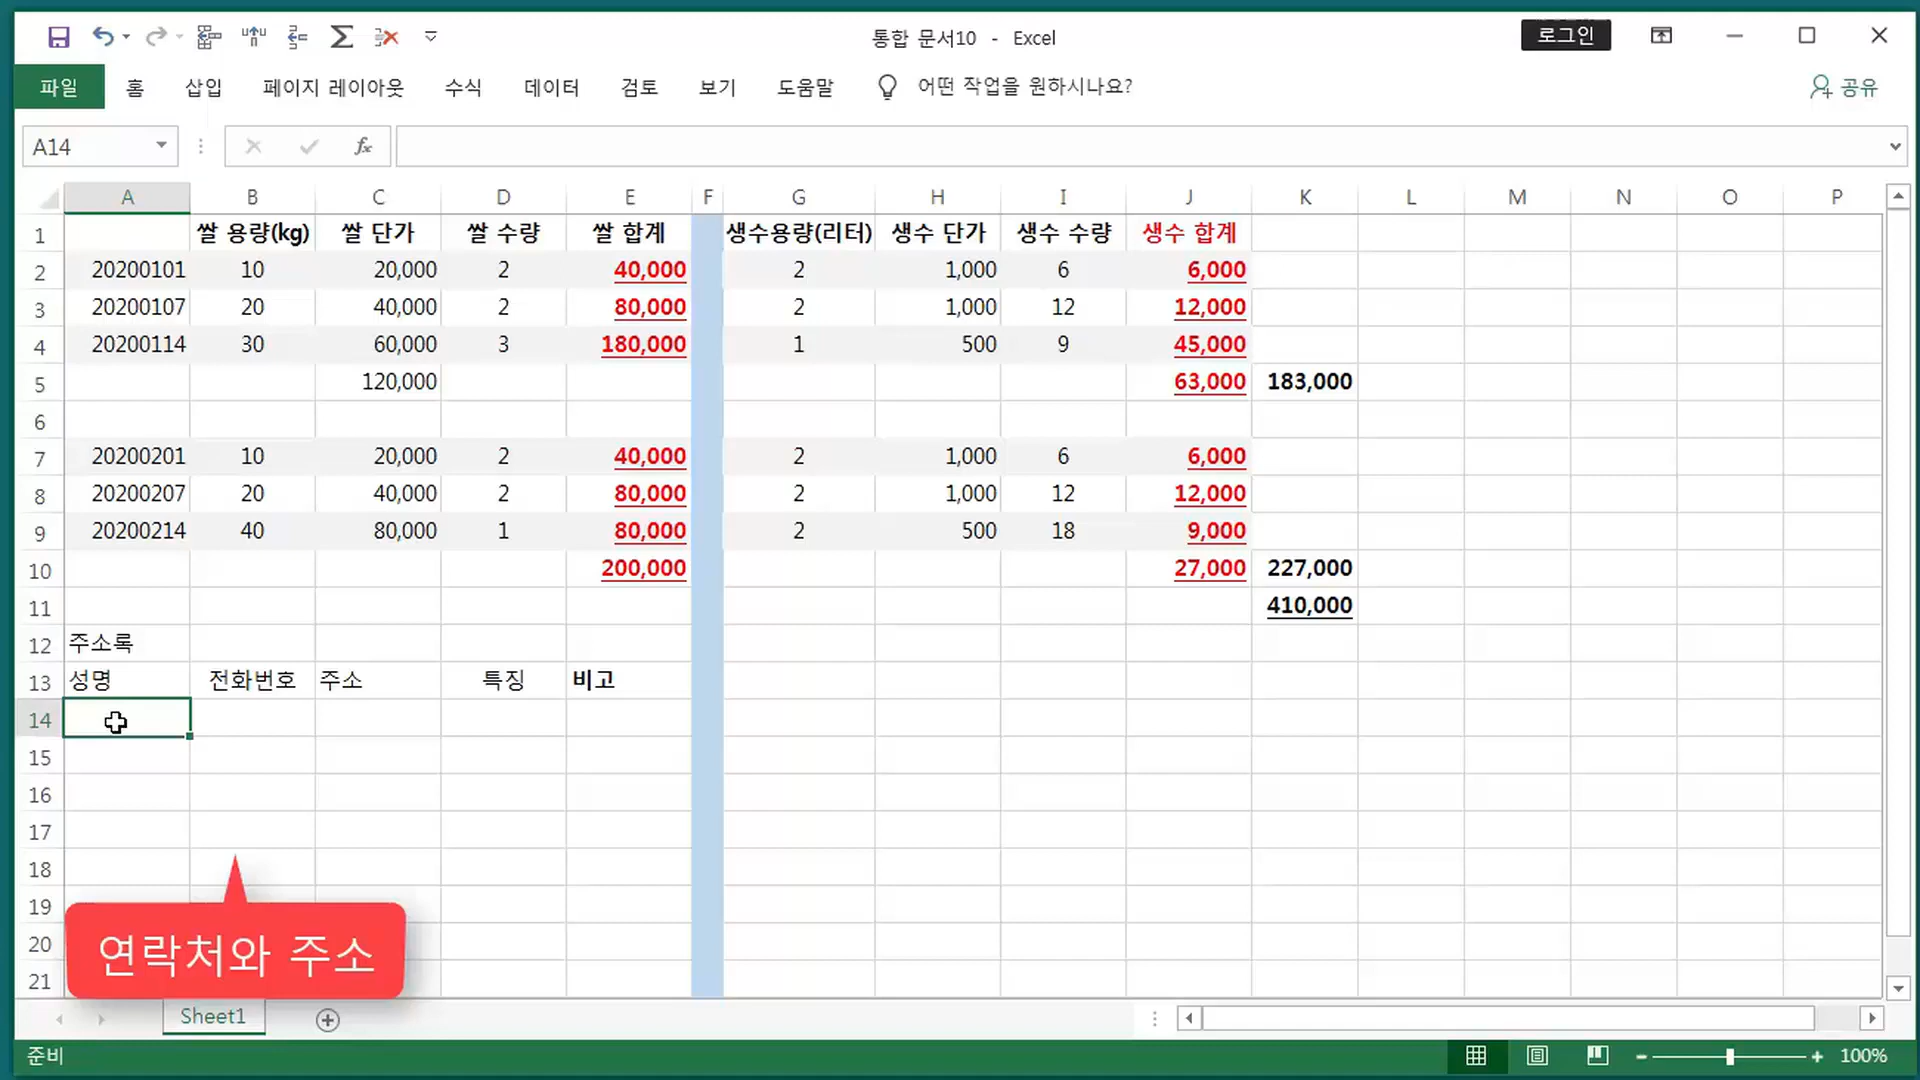 통합 문서10 - Excel
로그인
파일 홈 삽입 페이지 레이아웃 수식 데이터 검토 보기 도움말 어떤 작업을 원하시나요? 공유
A14 fx
A B C D E F G H I J K L M N O P
1 쌀 용량(kg) 쌀 단가 쌀 수량 쌀 합계 생수용량(리터) 생수 단가 생수 수량 생수 합계
2 20200101 10 20,000 2 40,000 2 1,000 6 6,000
3 20200107 20 40,000 2 80,000 2 1,000 12 12,000
4 20200114 30 60,000 3 180,000 1 500 9 45,000
5 120,000 63,000 183,000
6
7 20200201 10 20,000 2 40,000 2 1,000 6 6,000
8 20200207 20 40,000 2 80,000 2 1,000 12 12,000
9 20200214 40 80,000 1 80,000 2 500 18 9,000
10 200,000 27,000 227,000
11 410,000
12 주소록
13 성명 전화번호 주소 특징 비고
14
15
16
17
18
19
20
21
연락처와 주소
Sheet1
준비 100%